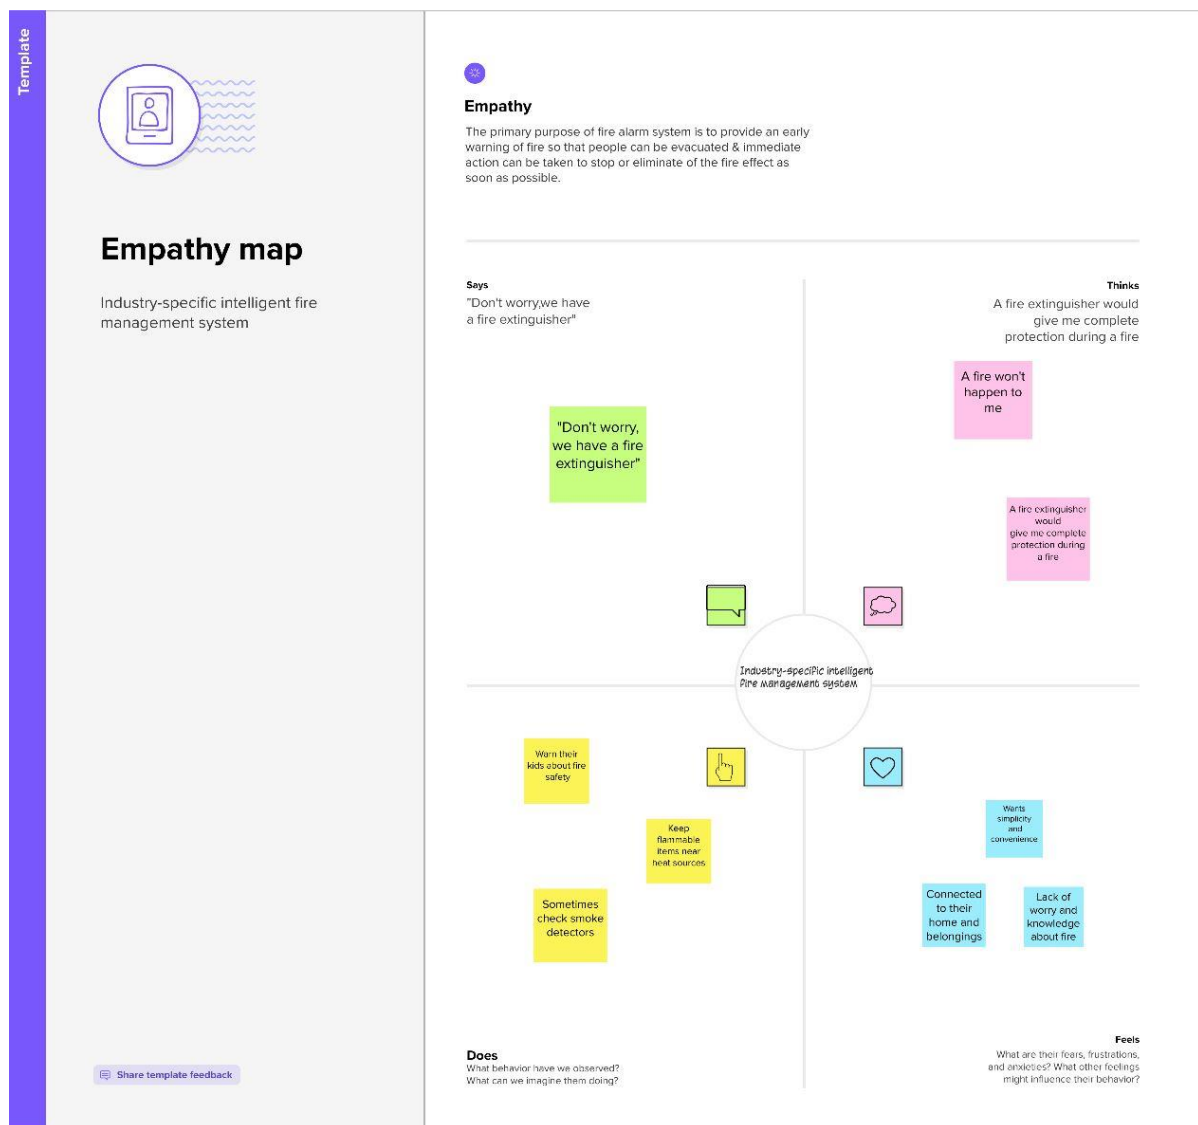 Template
Empathy map
Industry-specific intelligent fire
management system
Share template feedback
Empathy
The primary purpose of fire alarm system is to provide an early
warning of fire so that people can be evacuated & immediate
action can be taken to stop or eliminate of the fire effect as
soon as possible.
Says
"Don't worry,we have
a fire extinguisher"
"Don't worry,
we have a fire
extinguisher"
Thinks
A fire extinguisher would
give me complete
protection during a fire
A fire won't
happen to
me
A fire extinguisher
would
give me complete
protection during
a fire
Industry-specific intelligent
fire management system
Warn their
kids about fire
safety
Keep
flammable
items near
heat sources
Sometimes
check smoke
detectors
Does
What behavior have we observed?
What can we imagine them doing?
Wants
simplicity
and
convenience
Connected
to their
home and
belongings
Lack of
worry and
knowledge
about fire
Feels
What are their fears, frustrations,
and anxieties? What other feelings
might influence their behavior?